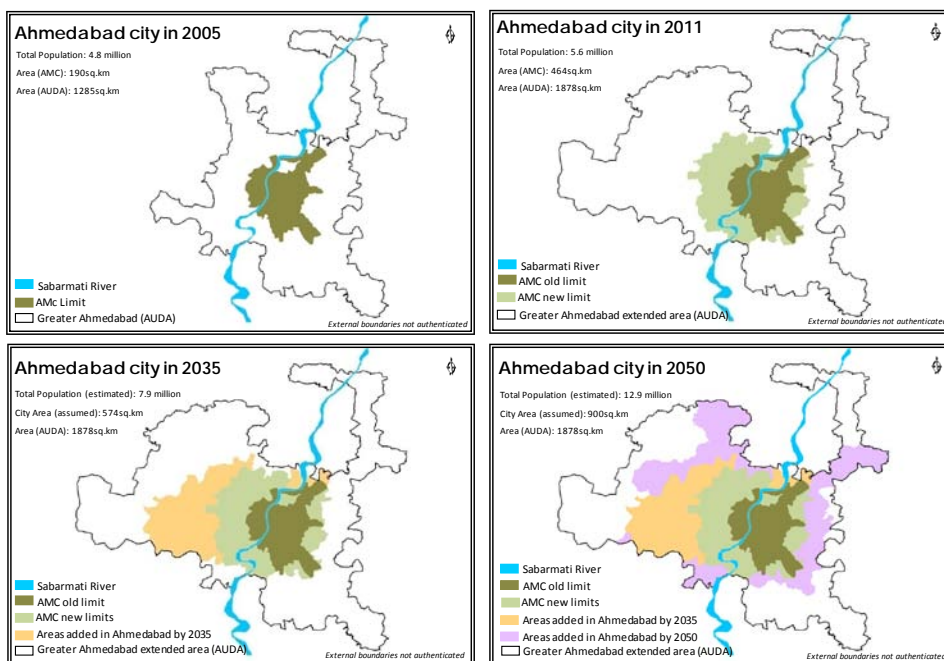 Ahmedabad city in 2005
Total Population: 4.8 million
Area (AMC): 190sq.km
Area (AUDA): 1285sq.km
Sabarmati River
AMc Limit
Greater Ahmedabad (AUDA)
External boundaries not authenticated
Ahmedabad city in 2011
Total Population: 5.6 million
Area (AMC): 464sq.km
Area (AUDA): 1878sq.km
Sabarmati River
AMC old limit
AMC new limit
Greater Ahmedabad extended area (AUDA)
External boundaries not authenticated
Ahmedabad city in 2035
Total Population (estimated): 7.9 million
City Area (assumed): 574sq.km
Area (AUDA): 1878sq.km
Sabarmati River
AMC old limit
AMC new limits
Areas added in Ahmedabad by 2035
Greater Ahmedabad extended area (AUDA)
External boundaries not authenticated
Ahmedabad city in 2050
Total Population (estimated): 12.9 million
City Area (assumed): 900sq.km
Area (AUDA): 1878sq.km
Sabarmati River
AMC old limit
AMC new limits
Areas added in Ahmedabad by 2035
Areas added in Ahmedabad by 2050
Greater Ahmedabad extended area (AUDA)
External boundaries not authenticated